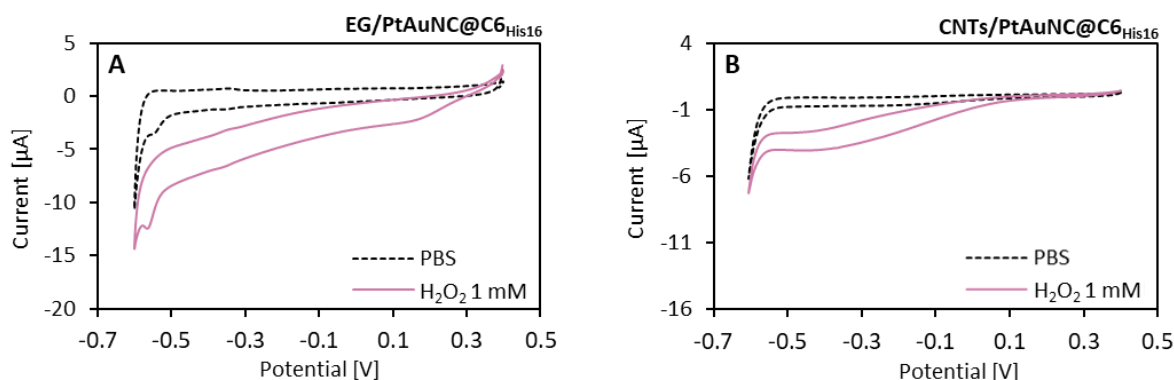 EG/PtAuNC@C6His16
A
5
0
-5
-10
-15
-20
Current [µA]
PBS
H2O2 1 mM
-0.7 -0.5 -0.3 -0.1 0.1 0.3 0.5
Potential [V]
CNTs/PtAuNC@C6His16
B
4
-1
-6
-11
-16
Current [µA]
PBS
H2O2 1 mM
-0.7 -0.5 -0.3 -0.1 0.1 0.3 0.5
Potential [V]